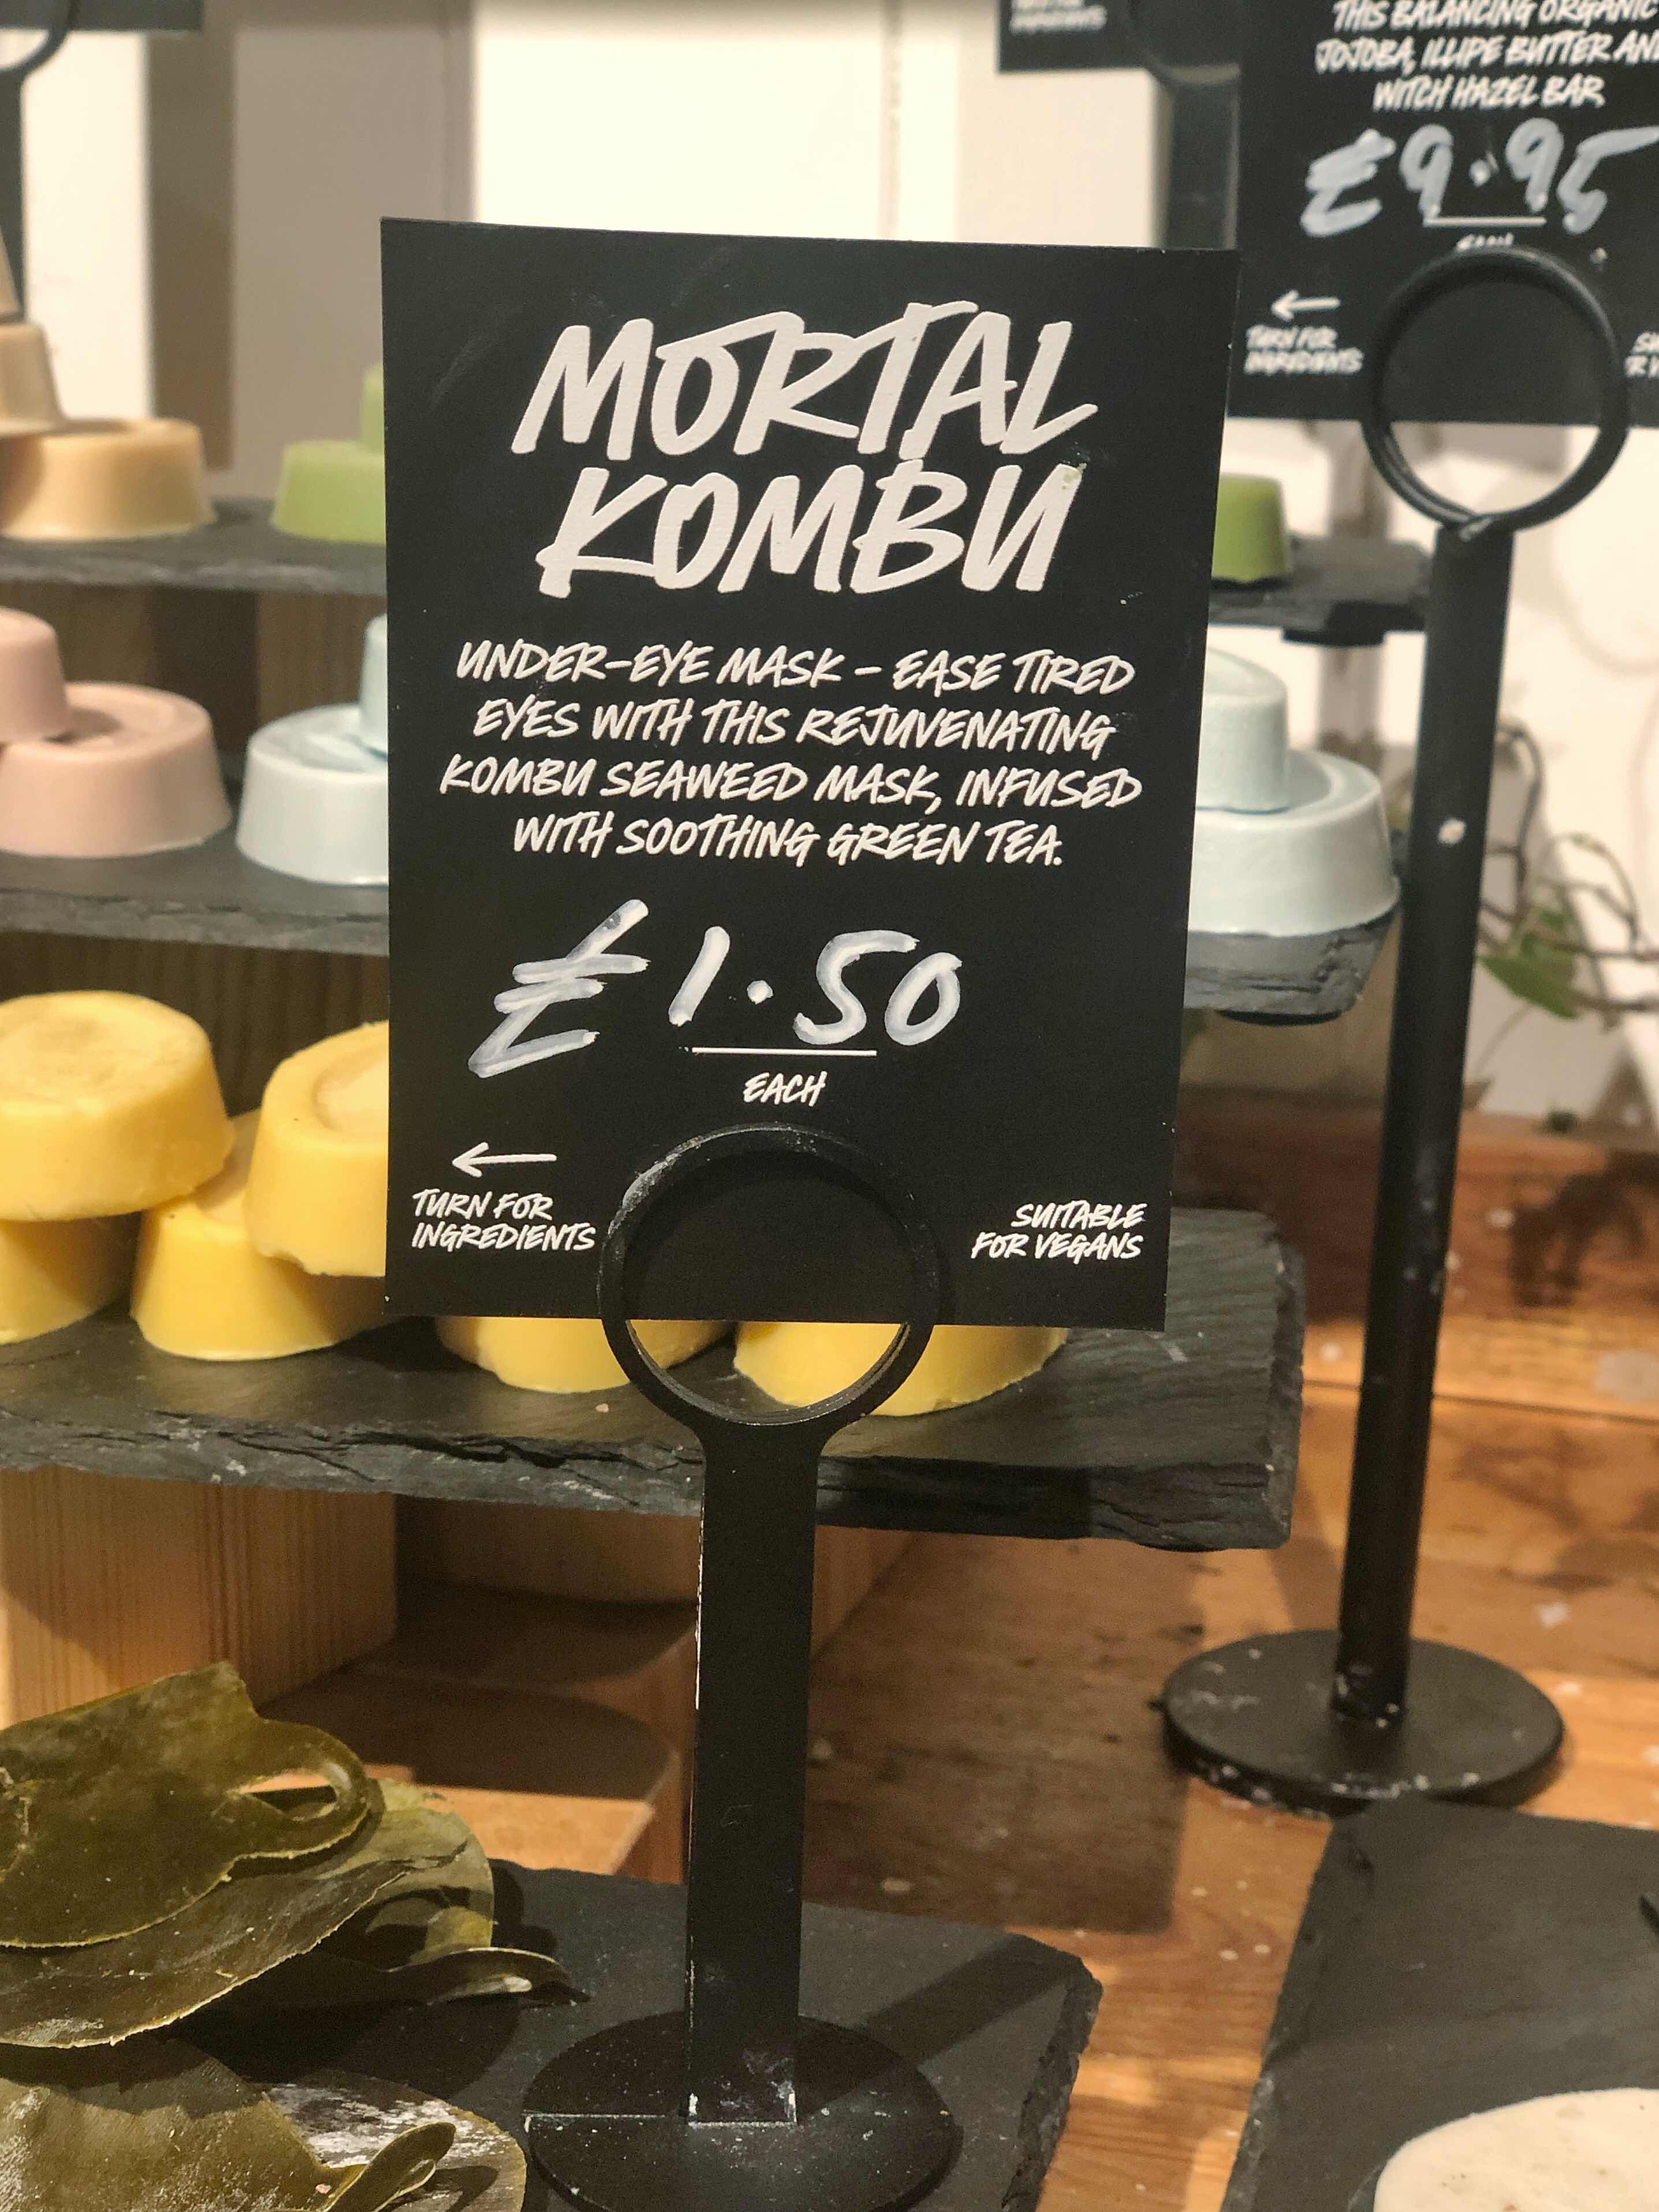 MORTAL
KOMBU
UNDER-EYE MASK - EASE TIRED
EYES WITH THIS REJUVENATING
KOMBU SEAWEED MASK, INFUSED
WITH SOOTHING GREEN TEA.
£1.50
EACH
←
TURN FOR
INGREDIENTS
SUITABLE
FOR VEGANS
THIS BALANCING ORGANIC
JOJOBA, ILLIPE BUTTER AND
WITCH HAZEL BAR
£9.95
EACH
←
TURN FOR
INGREDIENTS